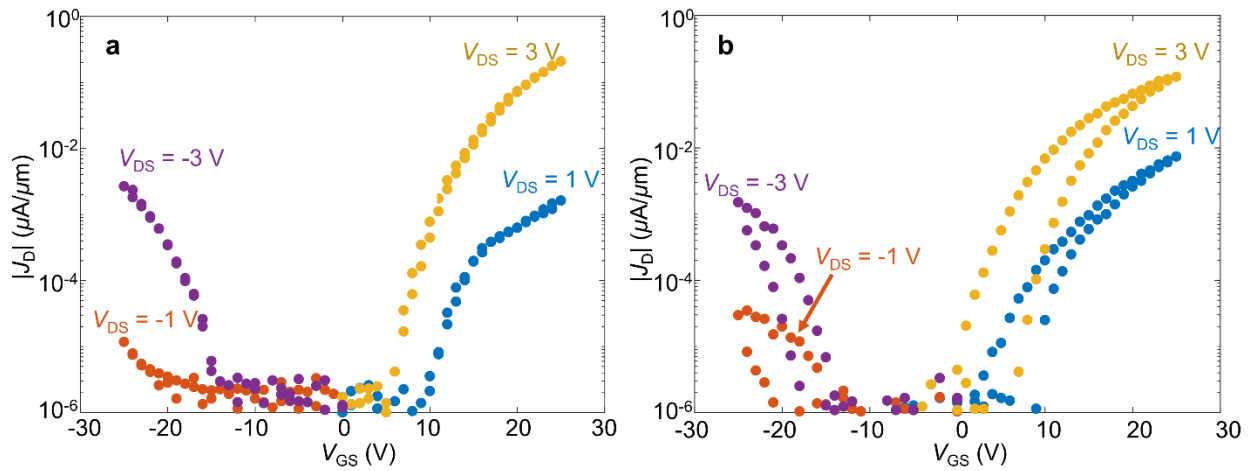 a
V_DS = 3 V
V_DS = -3 V
V_DS = 1 V
V_DS = -1 V
|J_D| (μA/μm)
10^0
10^-2
10^-4
10^-6
-30 -20 -10 0 10 20 30
V_GS (V)
b
V_DS = 3 V
V_DS = 1 V
V_DS = -3 V
V_DS = -1 V
|J_D| (μA/μm)
10^0
10^-2
10^-4
10^-6
-30 -20 -10 0 10 20 30
V_GS (V)